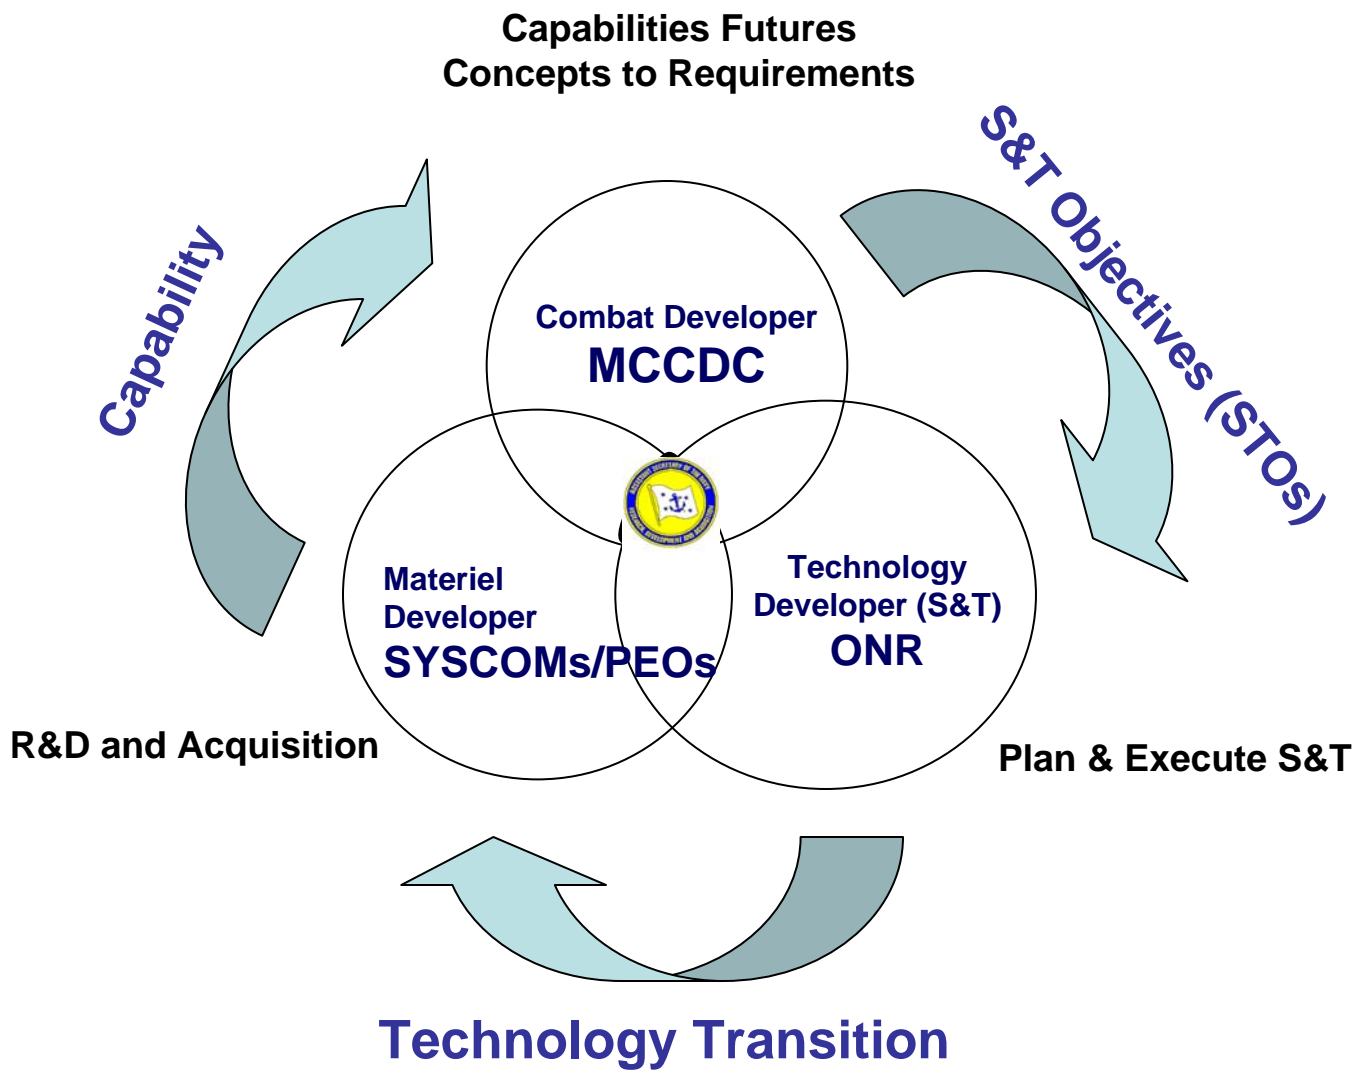 Capabilities Futures
Concepts to Requirements
S&T Objectives (STOs)
Capability
Combat Developer
MCCDC
Materiel
Developer
SYSCOMs/PEOs
Technology
Developer (S&T)
ONR
R&D and Acquisition
Plan & Execute S&T
Technology Transition